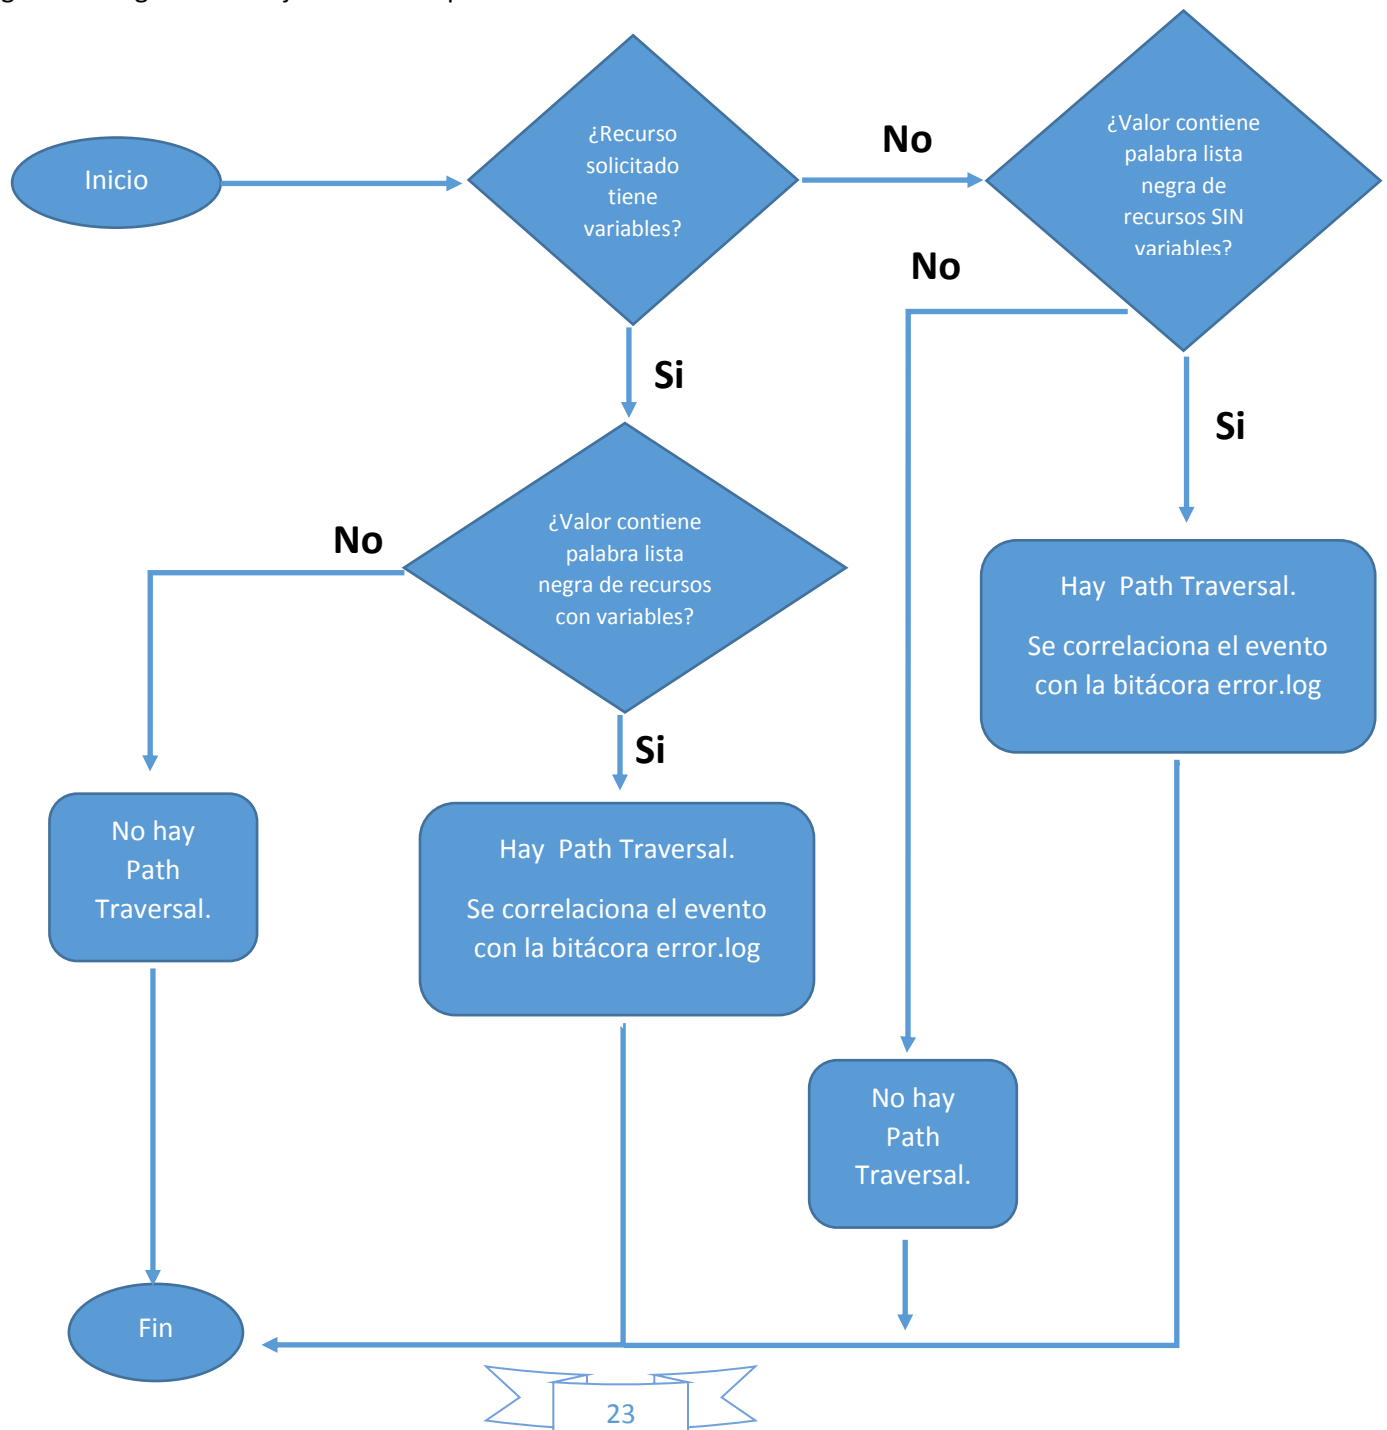 Inicio
¿Recurso
solicitado
tiene
variables?
No
¿Valor contiene
palabra lista
negra de
recursos SIN
variables?
No
Si
Si
¿Valor contiene
palabra lista
negra de recursos
con variables?
No
Si
Hay Path Traversal.
Se correlaciona el evento
con la bitácora error.log
No hay
Path
Traversal.
Hay Path Traversal.
Se correlaciona el evento
con la bitácora error.log
No hay
Path
Traversal.
Fin
23